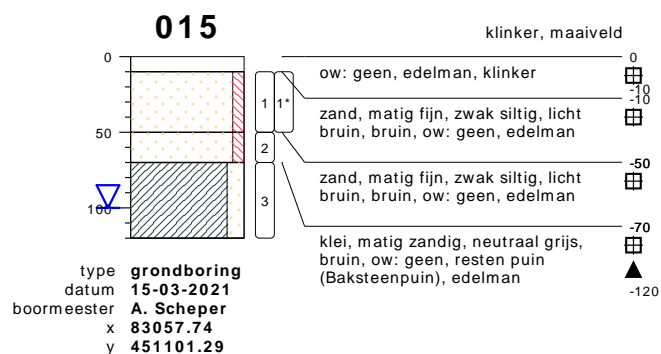 015
klinker, maaiveld
0
0
ow: geen, edelman, klinker
-10
-10
zand, matig fijn, zwak siltig, licht
bruin, bruin, ow: geen, edelman
1
1*
50
2
-50
zand, matig fijn, zwak siltig, licht
bruin, bruin, ow: geen, edelman
3
100
-70
klei, matig zandig, neutraal grijs,
bruin, ow: geen, resten puin
(Baksteenpuin), edelman
-120
type grondboring
datum 15-03-2021
boormeester A. Scheper
x 83057.74
y 451101.29